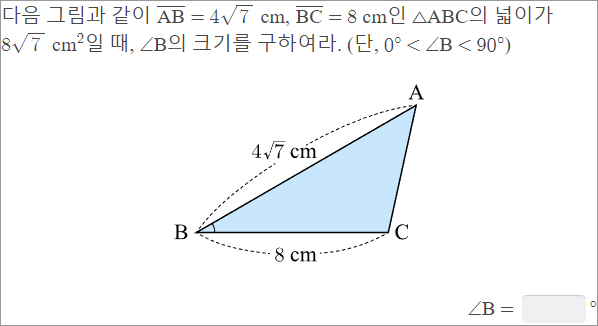 다음 그림과 같이 \overline{AB} = 4√7 cm, \overline{BC} = 8 cm인 △ABC의 넓이가
8√7 cm²일 때, ∠B의 크기를 구하여라. (단, 0° < ∠B < 90°)
A
4√7 cm
B
C
8 cm
∠B = °